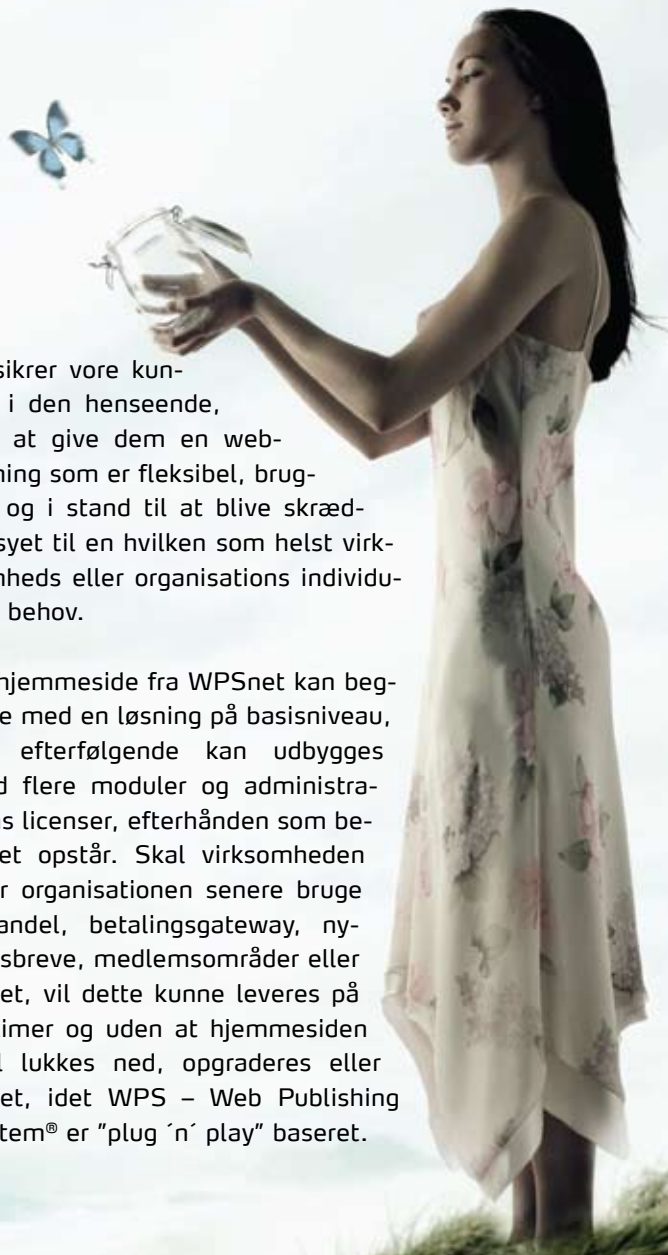 sikrer vore kun-
i den henseende,
at give dem en web-
ning som er fleksibel, brug-
og i stand til at blive skræd-
syet til en hvilken som helst virk-
nheds eller organisations individu-
behov.
hjemmeside fra WPSnet kan beg-
e med en løsning på basisniveau,
efterfølgende kan udbygges
d flere moduler og administra-
s licenser, efterhånden som be-
et opstår. Skal virksomheden
r organisationen senere bruge
andel, betalingsgateway, ny-
sbreve, medlemsområder eller
et, vil dette kunne leveres på
imer og uden at hjemmesiden
l lukkes ned, opgraderes eller
et, idet WPS – Web Publishing
tem® er ”plug ´n´ play” baseret.